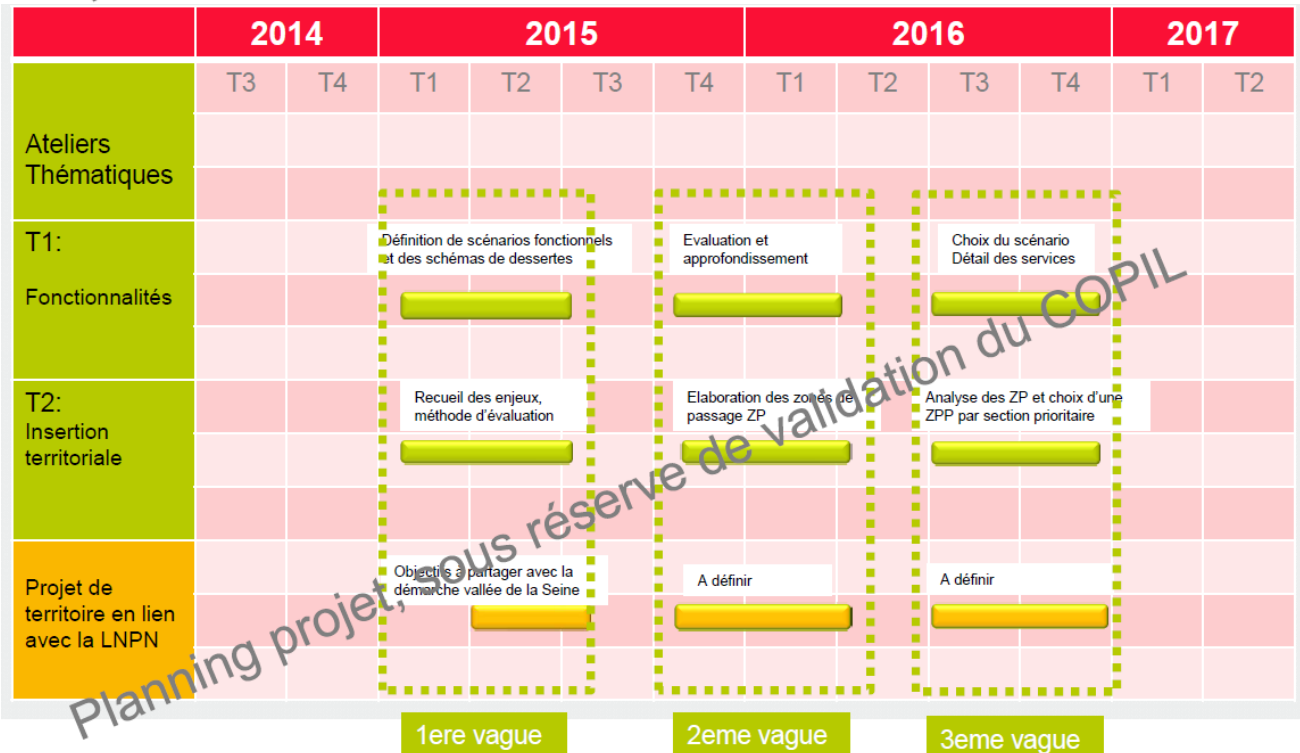 2014 2015 2016 2017
T3 T4 T1 T2 T3 T4 T1 T2 T3 T4 T1 T2
Ateliers
Thématiques
T1:
Fonctionnalités
Définition de scénarios fonctionnels
et des schémas de dessertes
Evaluation et
approfondissement
Choix du scénario
Détail des services
T2:
Insertion
territoriale
Recueil des enjeux,
méthode d'évaluation
Elaboration des zones de
passage ZP
Analyse des ZP et choix d'une
ZPP par section prioritaire
Projet de
territoire en lien
avec la LNPN
Objectifs à partager avec la
démarche vallée de la Seine
A définir
A définir
Planning projet, sous réserve de validation du COPIL
1ere vague
2eme vague
3eme vague